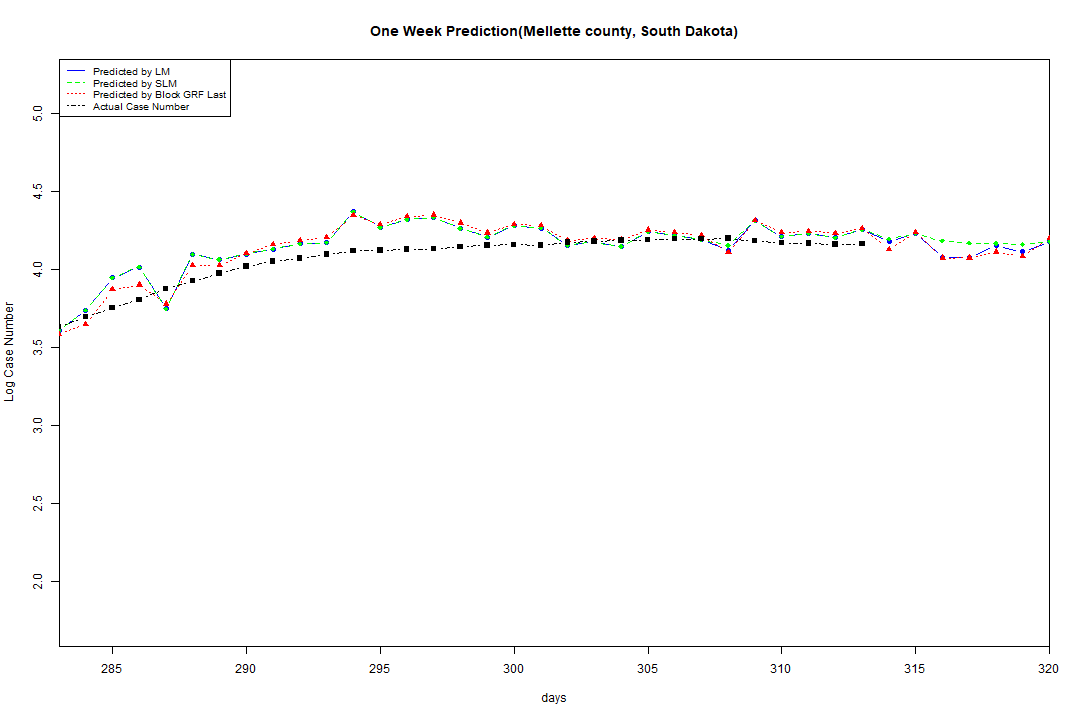 One Week Prediction(Mellette county, South Dakota)
Predicted by LM
Predicted by SLM
Predicted by Block GRF Last
Actual Case Number
Log Case Number
5.0
4.5
4.0
3.5
3.0
2.5
2.0
285 290 295 300 305 310 315 320
days